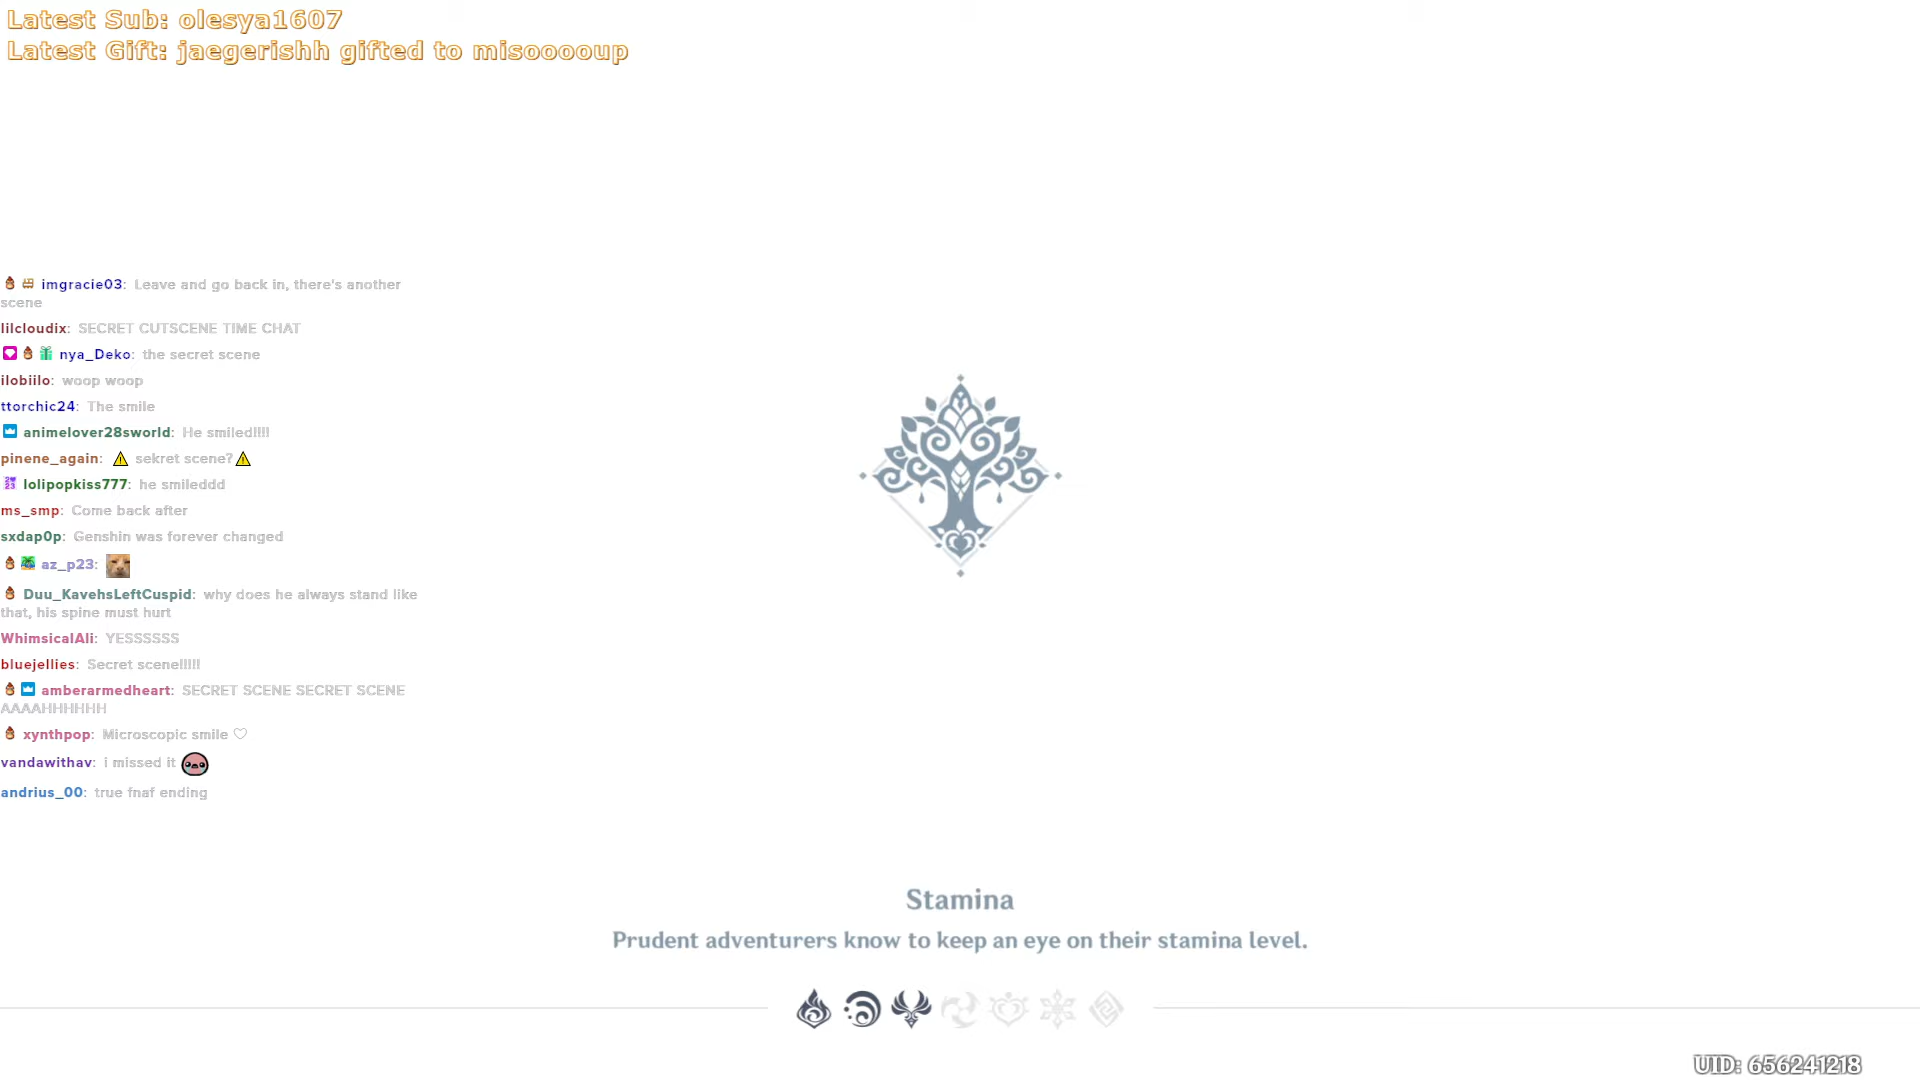 Latest Sub: olesya1607
Latest Gift: jaegerishh gifted to misooooup
imgracie03: Leave and go back in, there's another
scene
lilcloudix: SECRET CUTSCENE TIME CHAT
nya_Deko: the secret scene
ilobiilo: woop woop
ttorchic24: The smile
animelover28sworld: He smiled!!!!
pinene_again: ⚠ sekret scene?⚠
lolipopkiss777: he smileddd
ms_smp: Come back after
sxdap0p: Genshin was forever changed
az_p23:
Duu_KavehsLeftCuspid: why does he always stand like
that, his spine must hurt
WhimsicalAli: YESSSSSS
bluejellies: Secret scene!!!!!
amberarmedheart: SECRET SCENE SECRET SCENE
AAAAHHHHHH
xynthpop: Microscopic smile ♡
vandawithav: i missed it
andrius_00: true fnaf ending
Stamina
Prudent adventurers know to keep an eye on their stamina level.
UID: 656241218